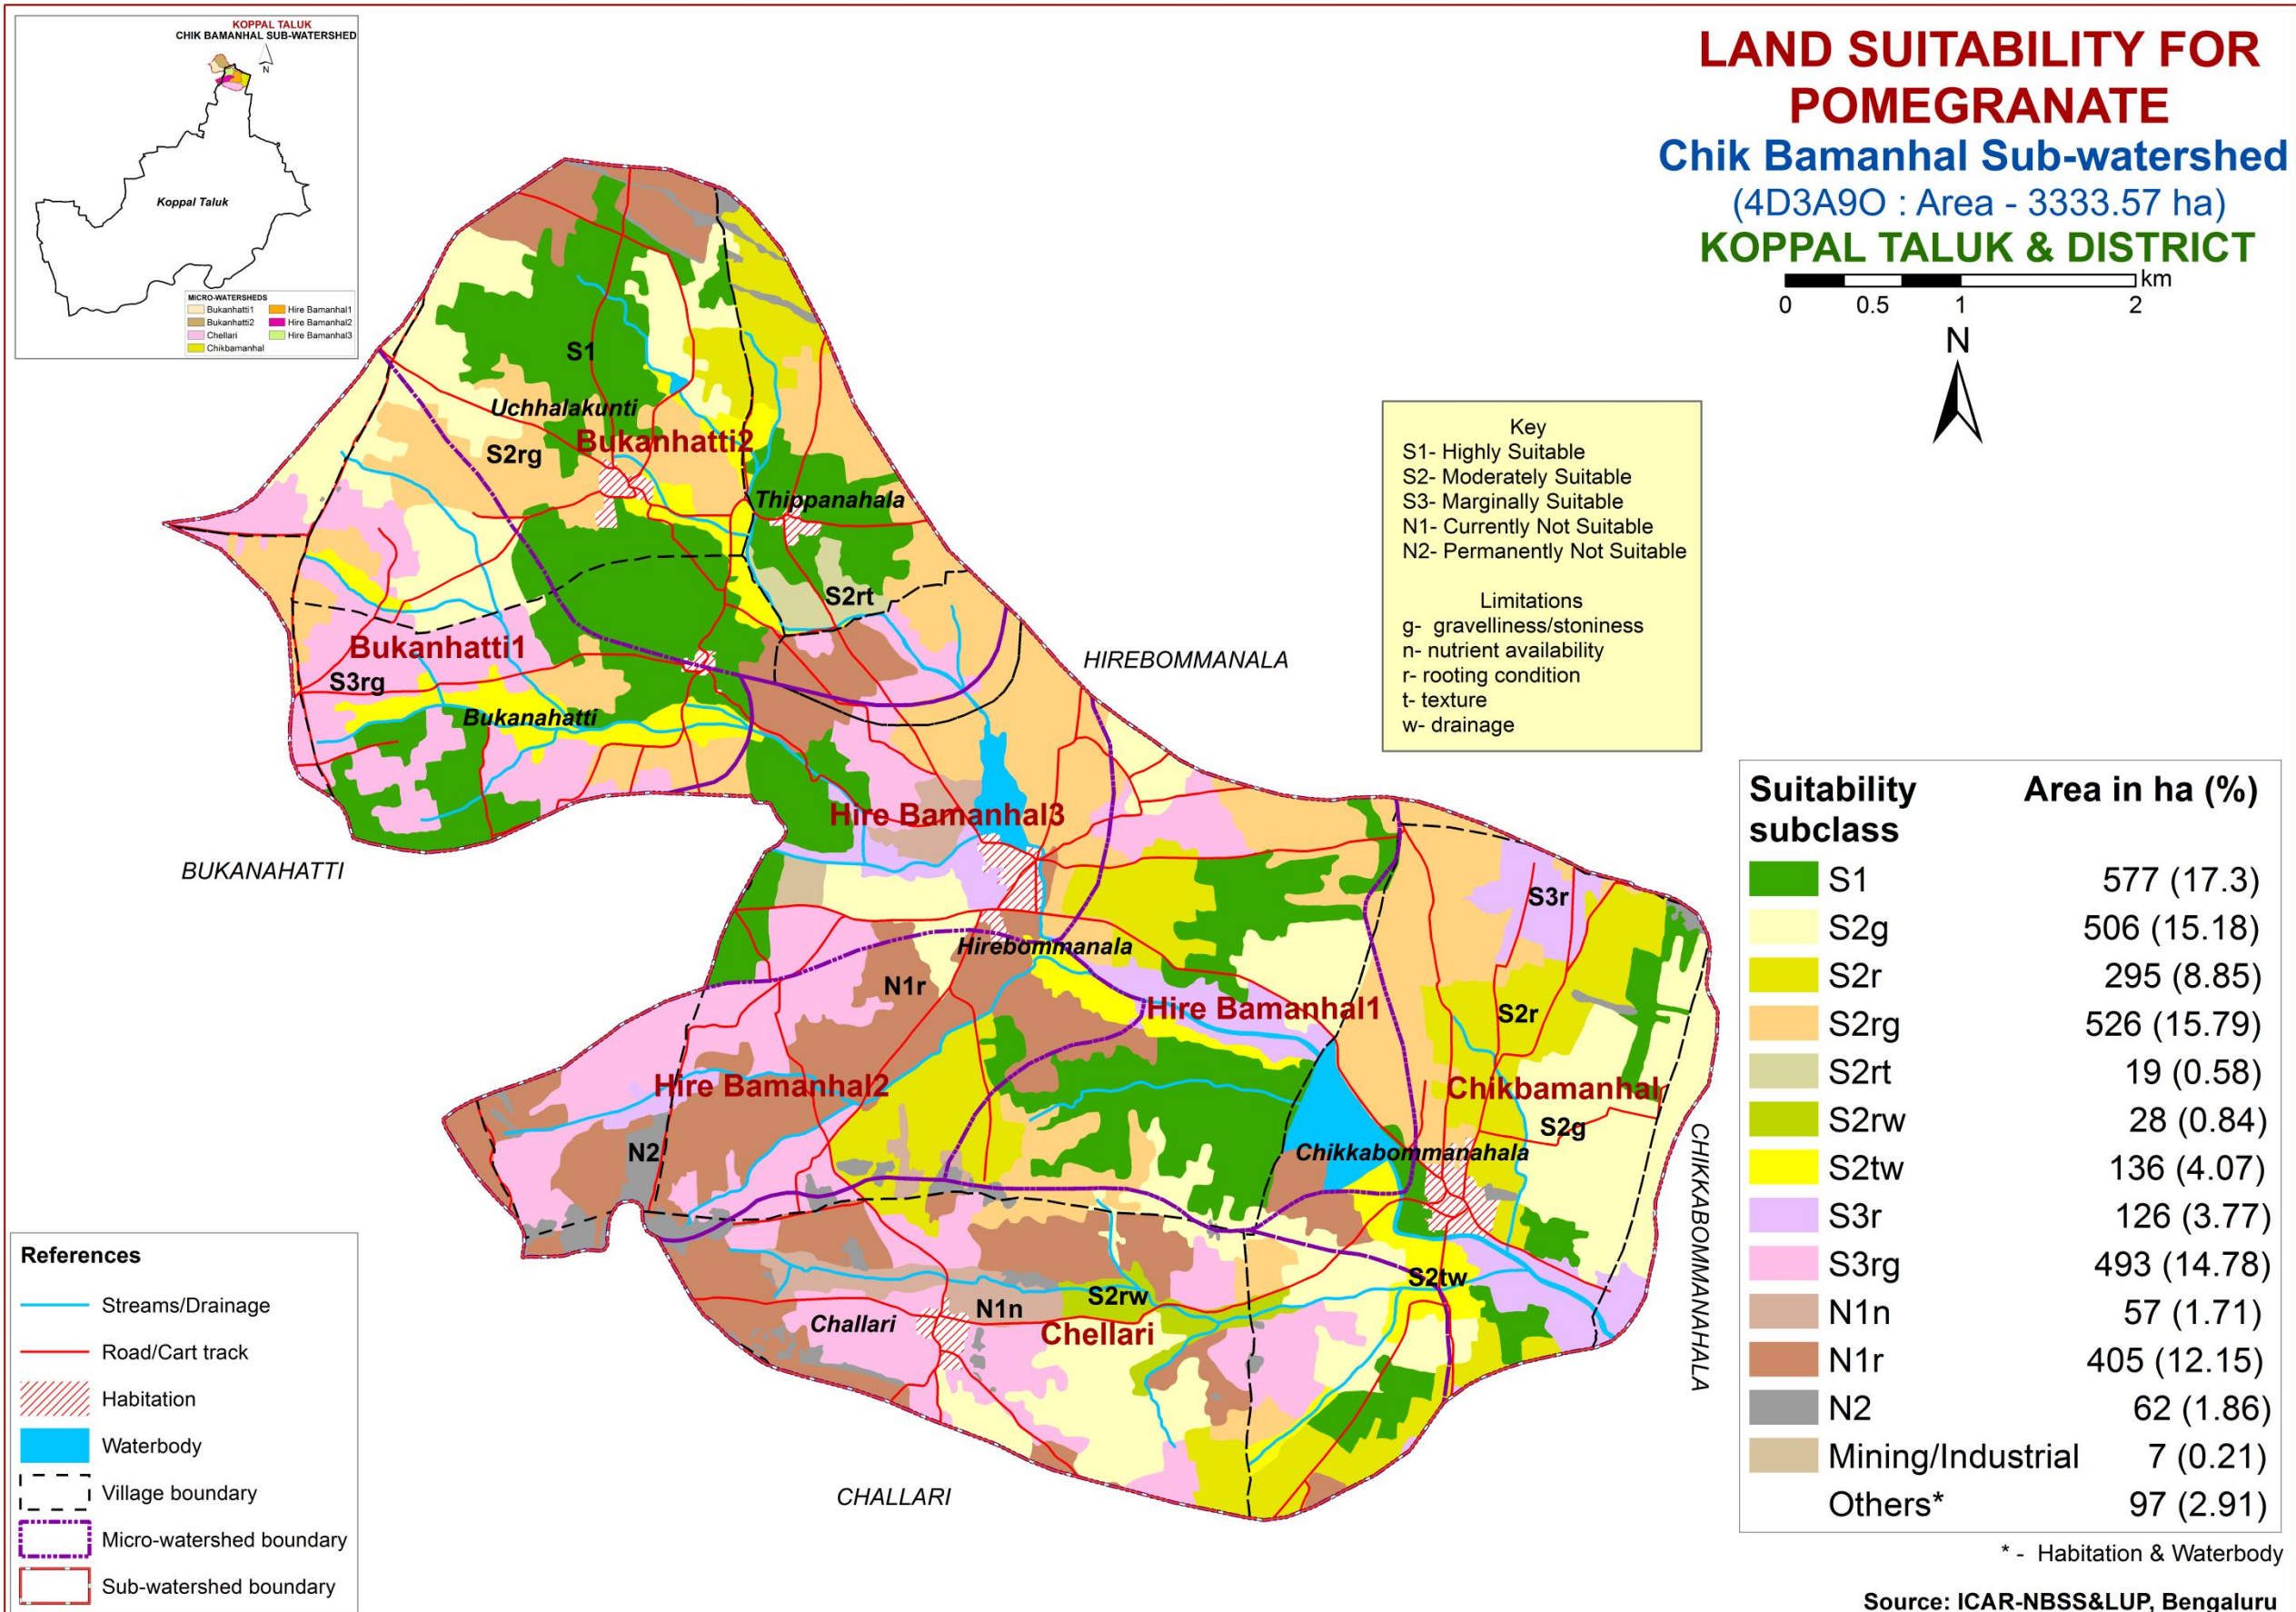 KOPPAL TALUK
CHIK BAMANHAL SUB-WATERSHED
N
Koppal Taluk
MICRO-WATERSHEDS
Bukanhatti1
Hire Bamanhal1
Bukanhatti2
Hire Bamanhal2
Chellari
Hire Bamanhal3
Chikbamanhal
LAND SUITABILITY FOR
POMEGRANATE
Chik Bamanhal Sub-watershed
(4D3A9O : Area - 3333.57 ha)
KOPPAL TALUK & DISTRICT
km
0 0.5 1 2
N
S1
Uchhalakunti
Bukanhatti2
S2rg
Thippanahala
S2rt
Bukanhatti1
S3rg
Bukanahatti
HIREBOMMANALA
Hire Bamanhal3
BUKANAHATTI
S3r
Hirebommanala
N1r
Hire Bamanhal1
S2r
Hire Bamanhal2
Chikbamanhal
S2g
N2
Chikkabommanahala
CHIKKABOMMANAHALA
S2tw
S2rw
N1n
Challari
Chellari
CHALLARI
Key
S1- Highly Suitable
S2- Moderately Suitable
S3- Marginally Suitable
N1- Currently Not Suitable
N2- Permanently Not Suitable
Limitations
g- gravelliness/stoniness
n- nutrient availability
r- rooting condition
t- texture
w- drainage
Suitability Area in ha (%)
subclass
S1 577 (17.3)
S2g 506 (15.18)
S2r 295 (8.85)
S2rg 526 (15.79)
S2rt 19 (0.58)
S2rw 28 (0.84)
S2tw 136 (4.07)
S3r 126 (3.77)
S3rg 493 (14.78)
N1n 57 (1.71)
N1r 405 (12.15)
N2 62 (1.86)
Mining/Industrial 7 (0.21)
Others* 97 (2.91)
* - Habitation & Waterbody
Source: ICAR-NBSS&LUP, Bengaluru
References
Streams/Drainage
Road/Cart track
Habitation
Waterbody
Village boundary
Micro-watershed boundary
Sub-watershed boundary